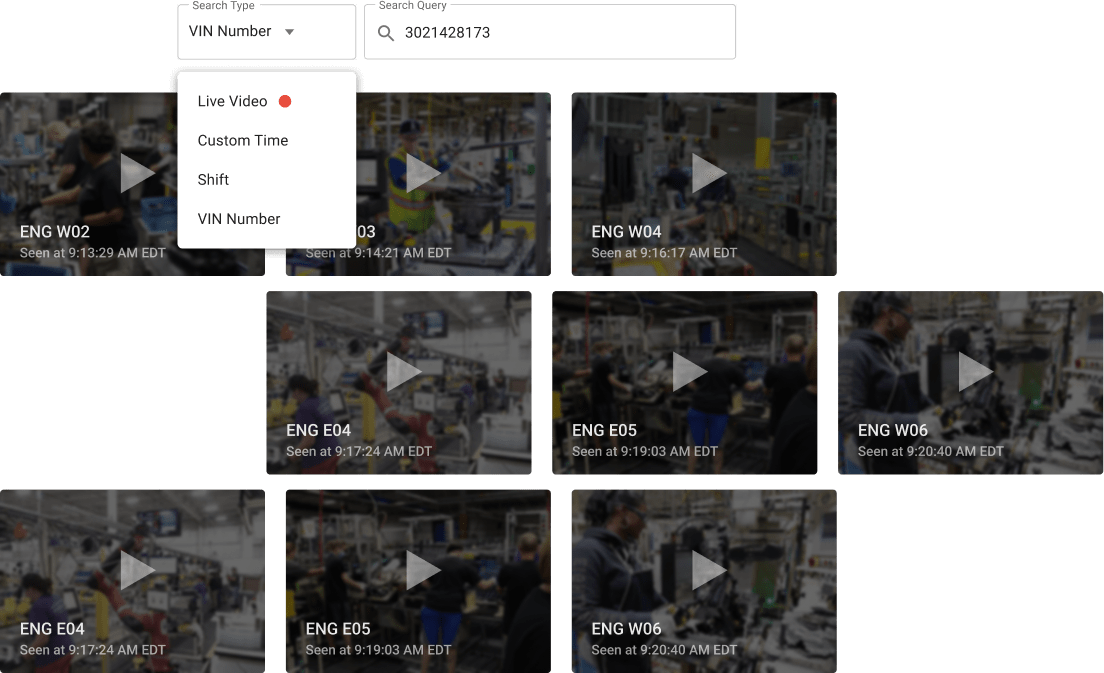 Search Type
VIN Number
Search Query
3021428173
Live Video
Custom Time
Shift
VIN Number
ENG W02
Seen at 9:13:29 AM EDT
03
Seen at 9:14:21 AM EDT
ENG W04
Seen at 9:16:17 AM EDT
ENG E04
Seen at 9:17:24 AM EDT
ENG E05
Seen at 9:19:03 AM EDT
ENG W06
Seen at 9:20:40 AM EDT
ENG E04
Seen at 9:17:24 AM EDT
ENG E05
Seen at 9:19:03 AM EDT
ENG W06
Seen at 9:20:40 AM EDT